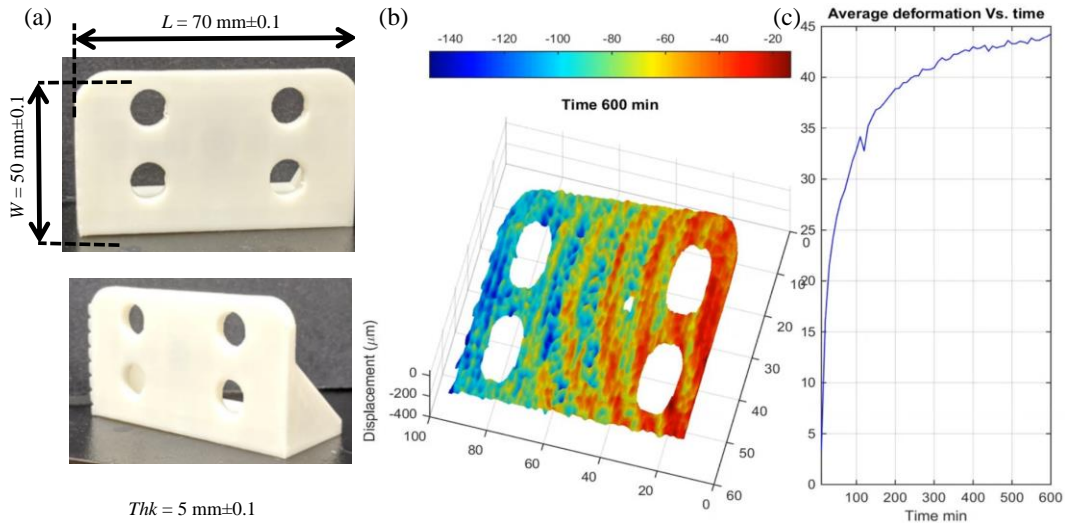 (a)
L = 70 mm±0.1
W = 50 mm±0.1
Thk = 5 mm±0.1
(b)
-140 -120 -100 -80 -60 -40 -20
Time 600 min
Displacement (μm)
0
-200
-400
100
80
60
40
20
0
0
10
20
30
40
50
60
(c)
Average deformation Vs. time
45
40
35
30
25
20
15
10
5
0
100 200 300 400 500 600
Time min